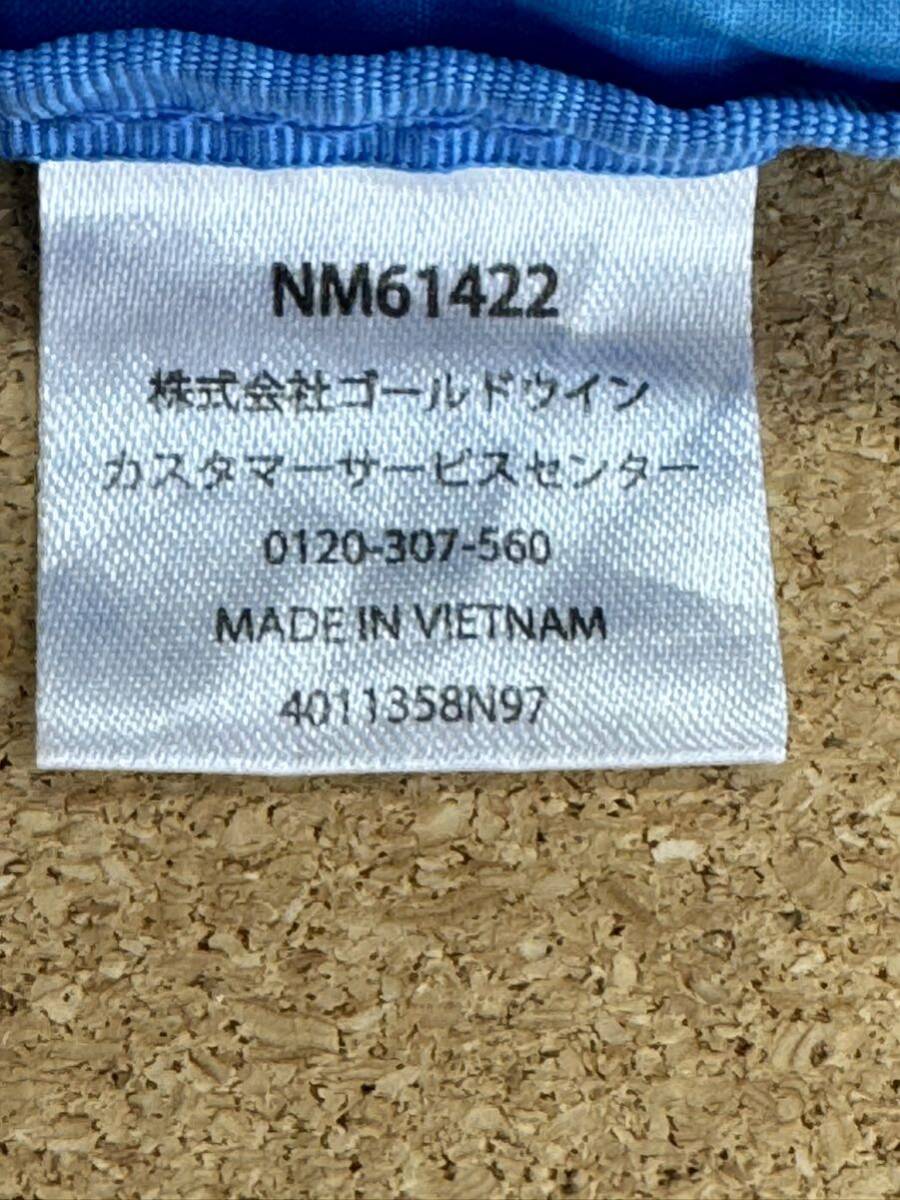 NM61422
株式会社ゴールドウイン
カスタマーサービスセンター
0120-307-560
MADE IN VIETNAM
4011358N97